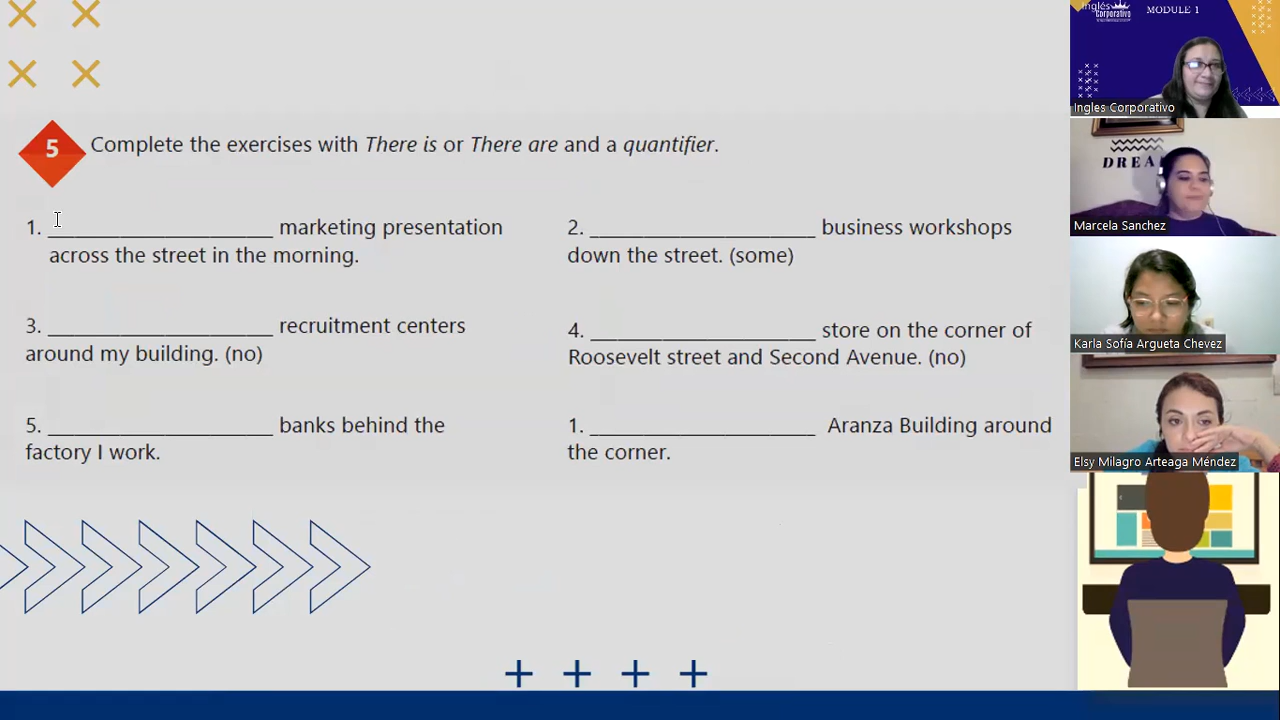 5 Complete the exercises with There is or There are and a quantifier.
1. ____________________ marketing presentation
across the street in the morning.
2. ____________________ business workshops
down the street. (some)
3. ____________________ recruitment centers
around my building. (no)
4. ____________________ store on the corner of
Roosevelt street and Second Avenue. (no)
5. ____________________ banks behind the
factory I work.
1. ____________________ Aranza Building around
the corner.
Inglés
Corporativo
MODULE 1
Ingles Corporativo
DREA
Marcela Sanchez
Karla Sofía Argueta Chevez
Elsy Milagro Arteaga Méndez